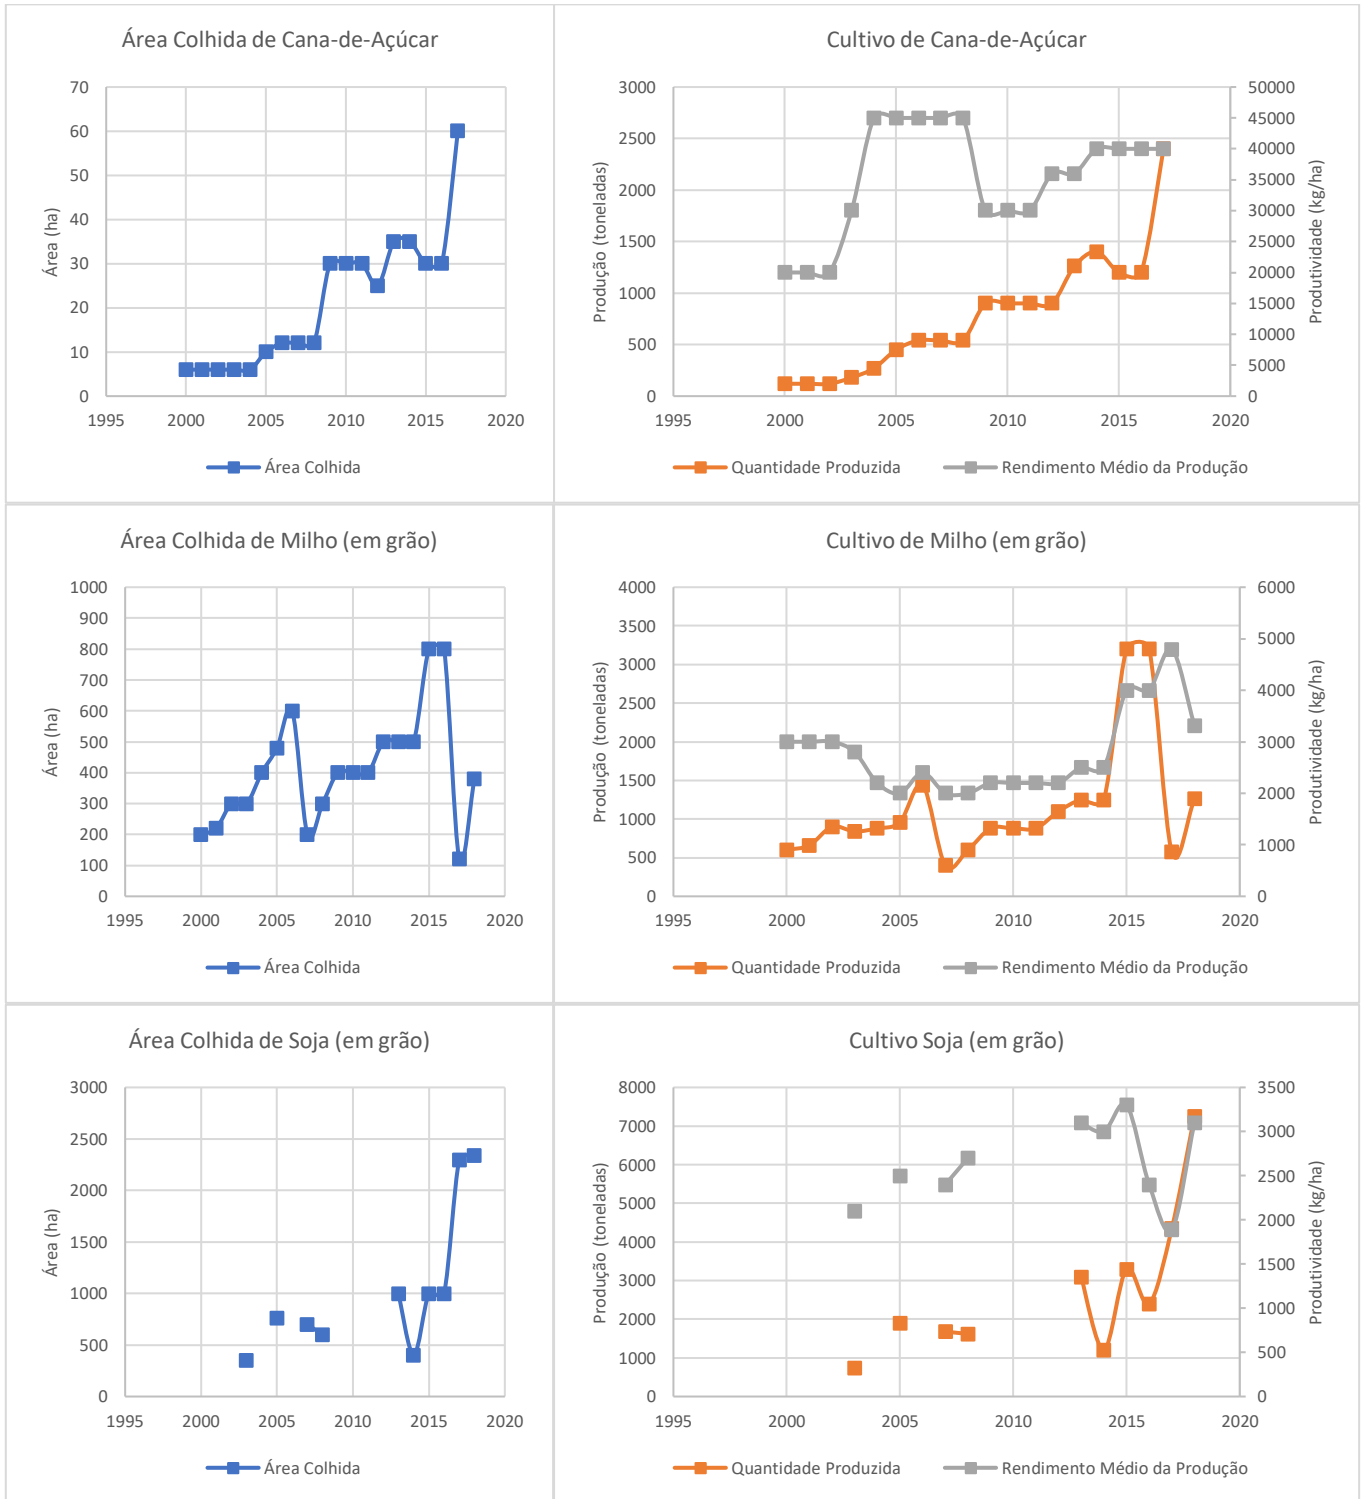 Área Colhida de Cana-de-Açúcar
70
60
50
40
30
20
10
0
Área (ha)
1995 2000 2005 2010 2015 2020
Área Colhida
Cultivo de Cana-de-Açúcar
3000
2500
2000
1500
1000
500
0
Produção (toneladas)
50000
45000
40000
35000
30000
25000
20000
15000
10000
5000
0
Produtividade (kg/ha)
1995 2000 2005 2010 2015 2020
Quantidade Produzida Rendimento Médio da Produção
Área Colhida de Milho (em grão)
1000
900
800
700
600
500
400
300
200
100
0
Área (ha)
1995 2000 2005 2010 2015 2020
Área Colhida
Cultivo de Milho (em grão)
4000
3500
3000
2500
2000
1500
1000
500
0
Produção (toneladas)
6000
5000
4000
3000
2000
1000
0
Produtividade (kg/ha)
1995 2000 2005 2010 2015 2020
Quantidade Produzida Rendimento Médio da Produção
Área Colhida de Soja (em grão)
3000
2500
2000
1500
1000
500
0
Área (ha)
1995 2000 2005 2010 2015 2020
Área Colhida
Cultivo Soja (em grão)
8000
7000
6000
5000
4000
3000
2000
1000
0
Produção (toneladas)
3500
3000
2500
2000
1500
1000
500
0
Produtividade (kg/ha)
1995 2000 2005 2010 2015 2020
Quantidade Produzida Rendimento Médio da Produção